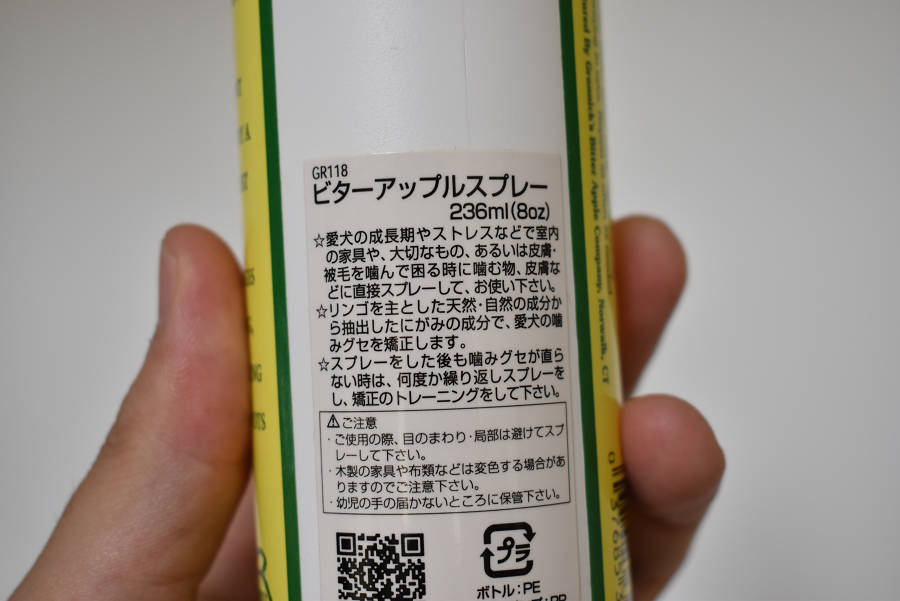 GR118
ビターアップルスプレー
236ml(8oz)
☆愛犬の成長期やストレスなどで室内
の家具や、大切なもの、あるいは皮膚・
被毛を噛んで困る時に噛む物、皮膚な
どに直接スプレーして、お使い下さい。
☆リンゴを主とした天然・自然の成分か
ら抽出したにがみの成分で、愛犬の噛
みグセを矯正します。
☆スプレーをした後も噛みグセが直ら
ない時は、何度か繰り返しスプレーを
し、矯正のトレーニングをして下さい。
⚠ご注意
・ご使用の際、目のまわり・局部は避けてスプ
レーして下さい。
・木製の家具や布類などは変色する場合があ
りますのでご注意下さい。
・幼児の手の届かないところに保管下さい。
プラ
ボトル:PE
Grannick's Bitter Apple Company, Norwalk, CT